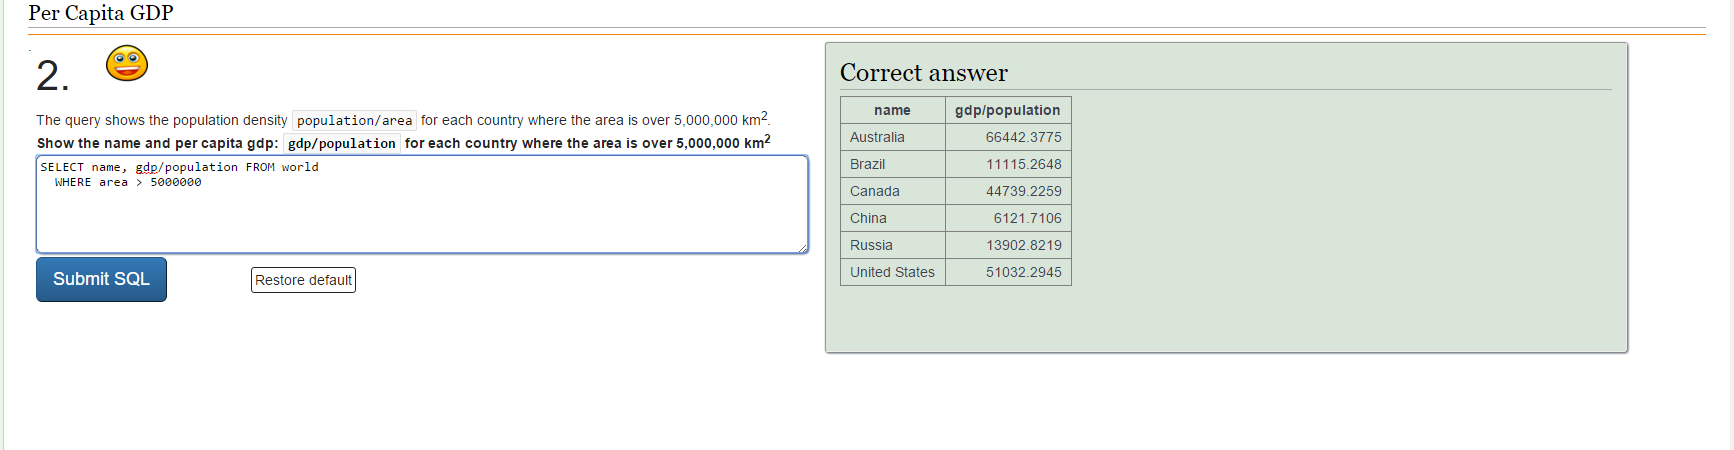 Per Capita GDP
2.
The query shows the population density population/area for each country where the area is over 5,000,000 km2.
Show the name and per capita gdp: gdp/population for each country where the area is over 5,000,000 km2
SELECT name, gdp/population FROM world
WHERE area > 5000000
Submit SQL
Restore default
Correct answer
name gdp/population
Australia 66442.3775
Brazil 11115.2648
Canada 44739.2259
China 6121.7106
Russia 13902.8219
United States 51032.2945